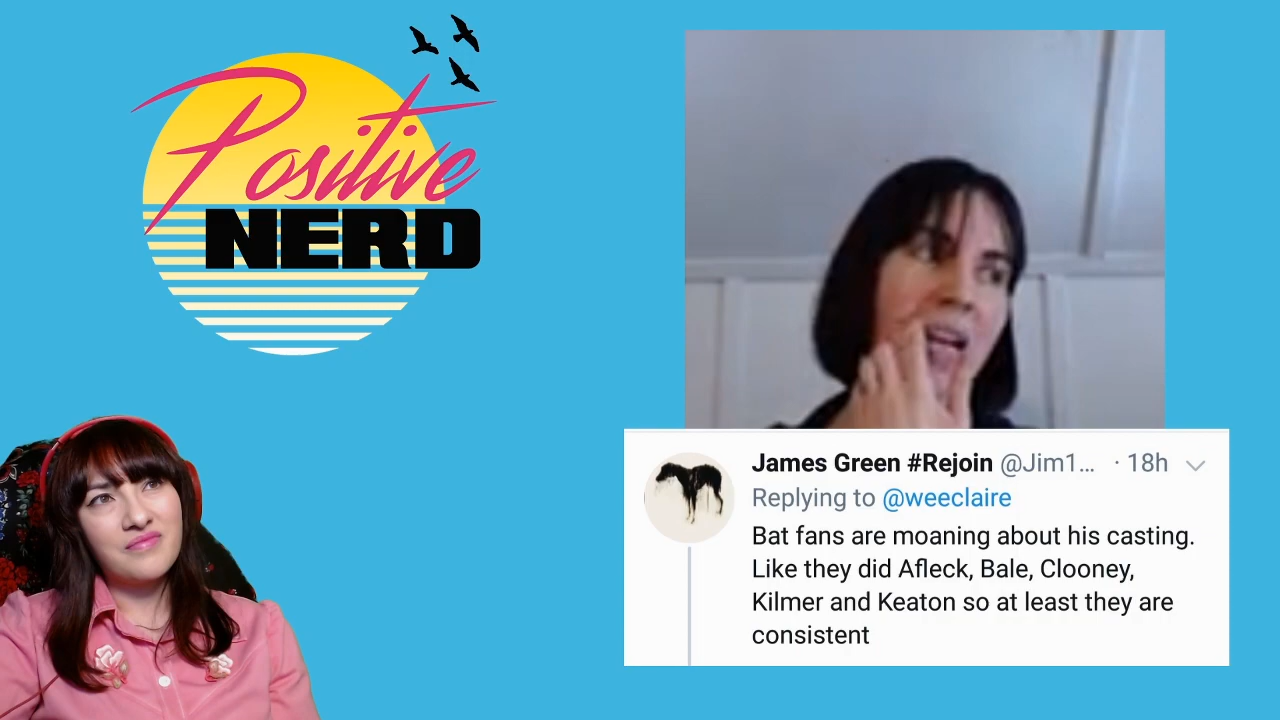 Positive
NERD
James Green #Rejoin @Jim1... · 18h
Replying to @weeclaire
Bat fans are moaning about his casting.
Like they did Afleck, Bale, Clooney,
Kilmer and Keaton so at least they are
consistent